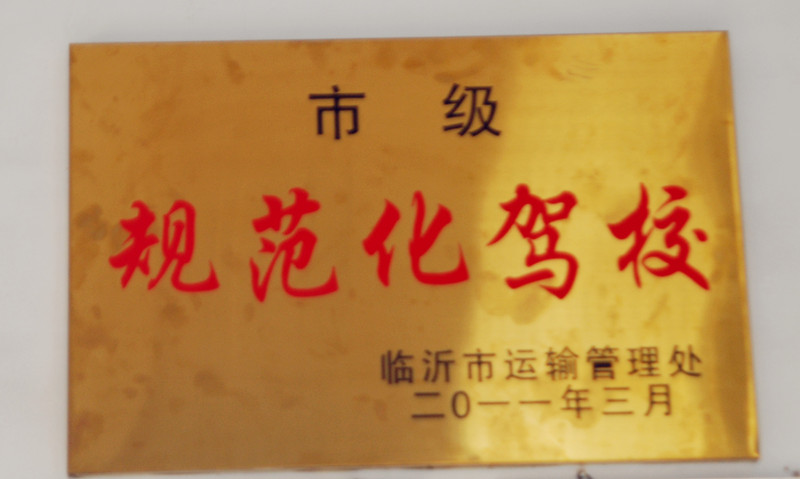 市 级
规范化驾校
临沂市运输管理处
二0一一年三月